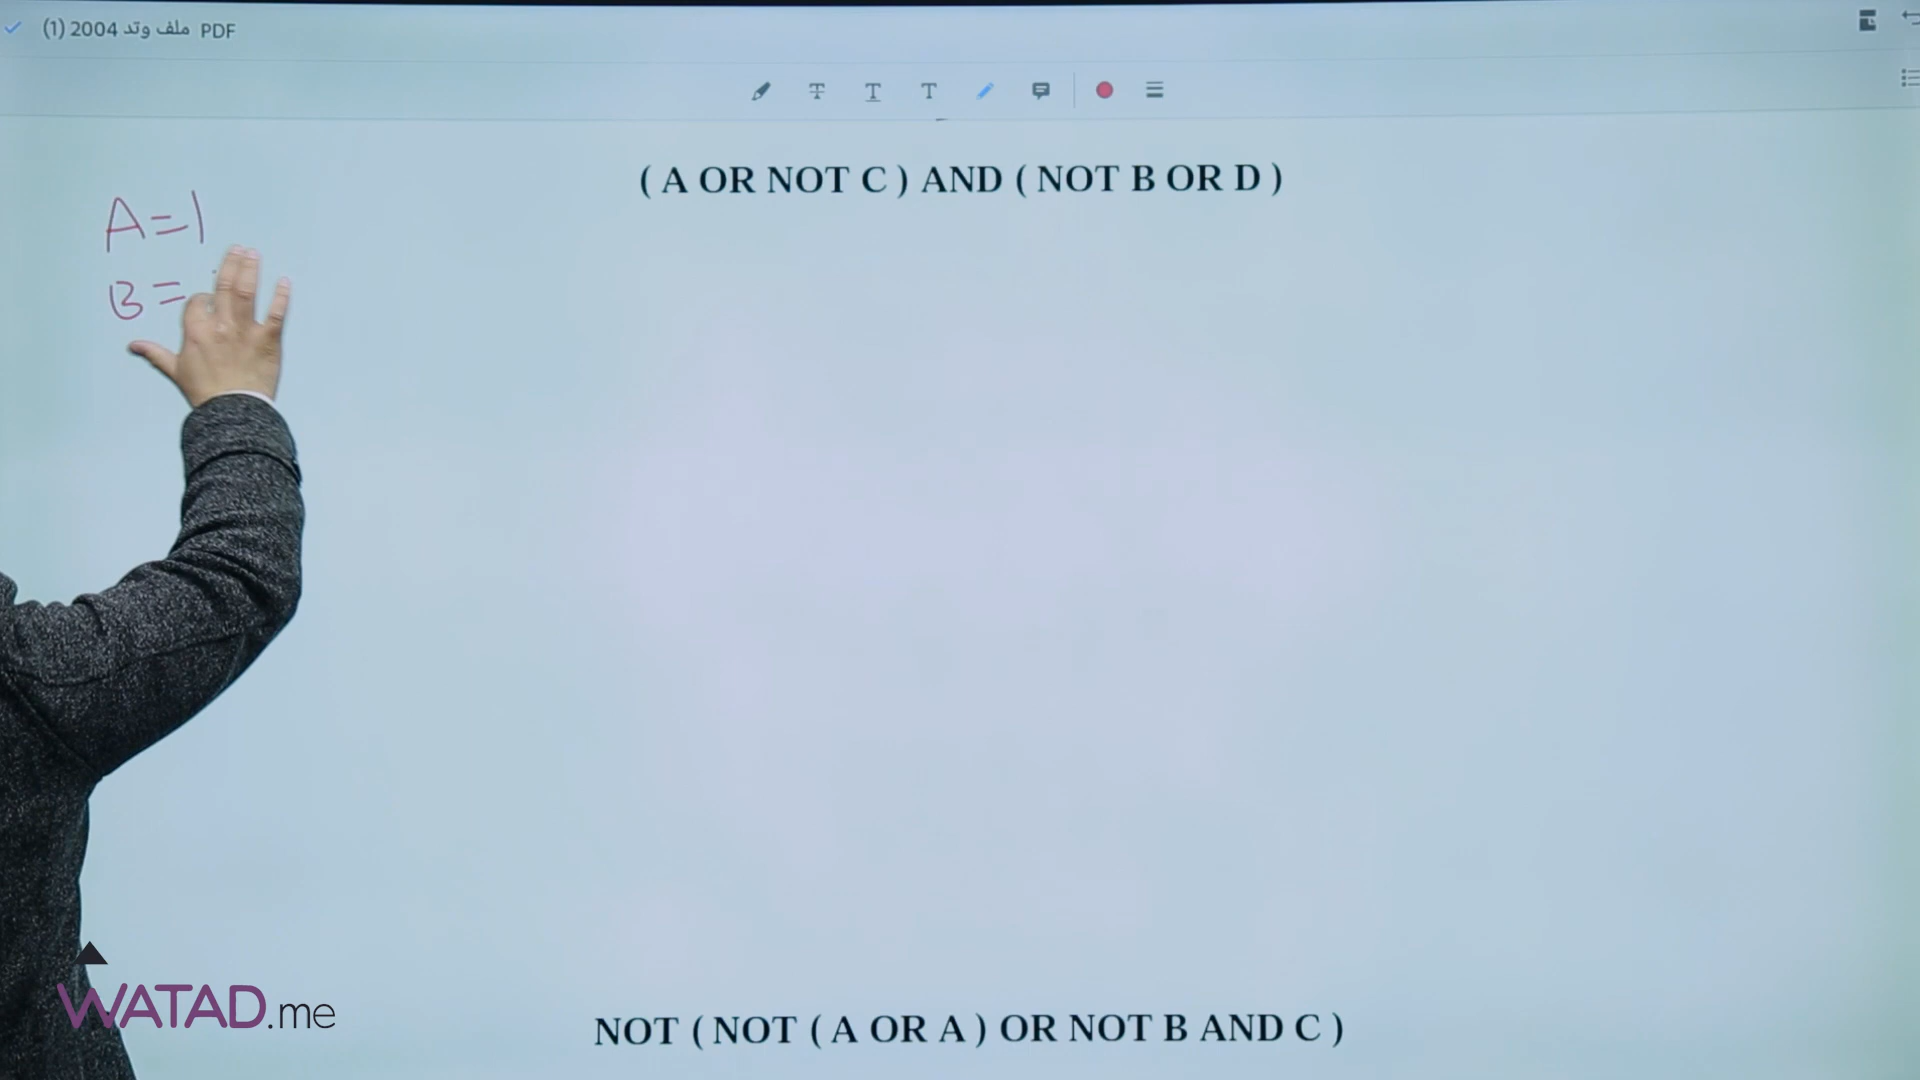 ملف وتد 2004 (1) PDF
( A OR NOT C ) AND ( NOT B OR D )
A=1
B=
WATAD.me
NOT ( NOT ( A OR A ) OR NOT B AND C )